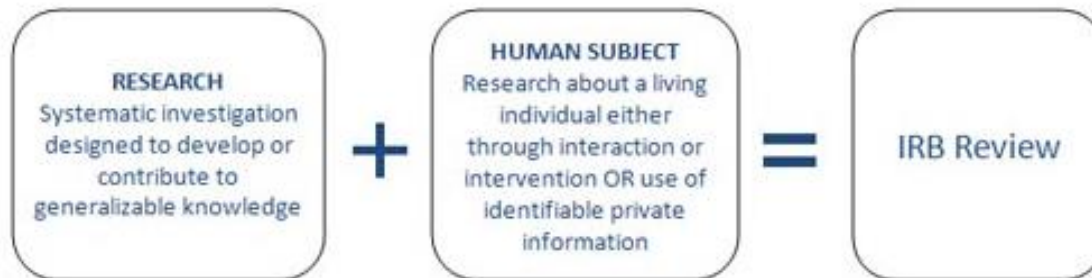 RESEARCH
Systematic investigation
designed to develop or
contribute to
generalizable knowledge
+
HUMAN SUBJECT
Research about a living
individual either
through interaction or
intervention OR use of
identifiable private
information
=
IRB Review